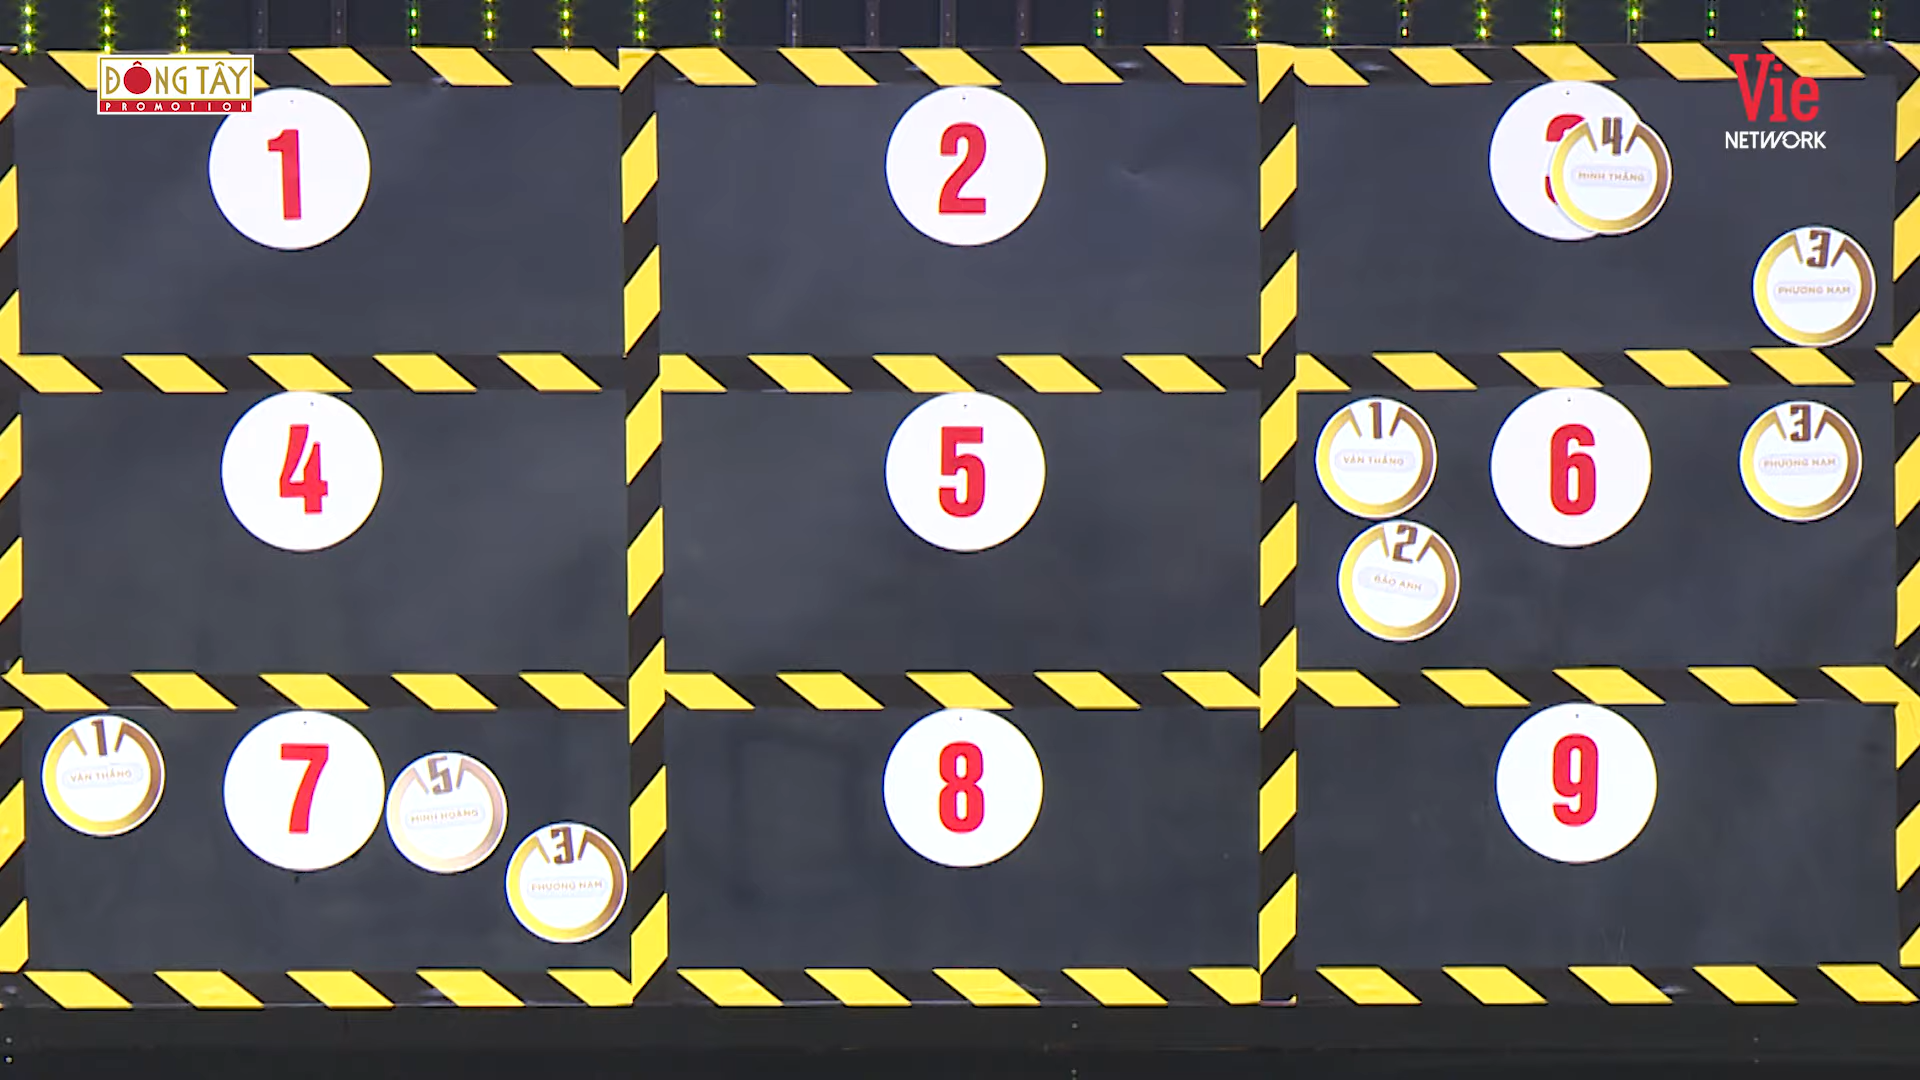 ĐÔNG TÂY
PROMOTION
Vie
NETWORK
1
2
3
4
MINH THẮNG
3
PHƯƠNG NAM
4
5
1
VĂN THẮNG
6
3
PHƯƠNG NAM
2
BẢO ANH
1
VĂN THẮNG
7
5
MINH HOÀNG
3
PHƯƠNG NAM
8
9